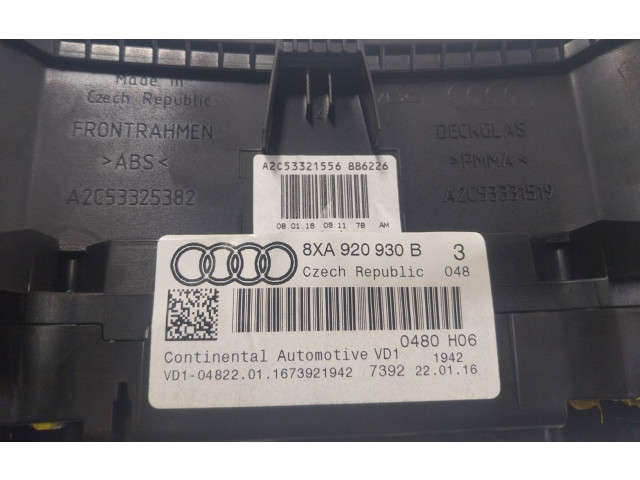 Made in
Czech Republic
FRONTRAHMEN
>ABS<
A2C53325382
DECKGLAS
>PMMA<
A2C53331519
A2C53321556 886226
08 01 16 09 11 78 AM
8XA 920 930 B 3
Czech Republic 048
0480 H06
Continental Automotive VD1 1942
VD1-04822.01.1673921942 7392 22.01.16